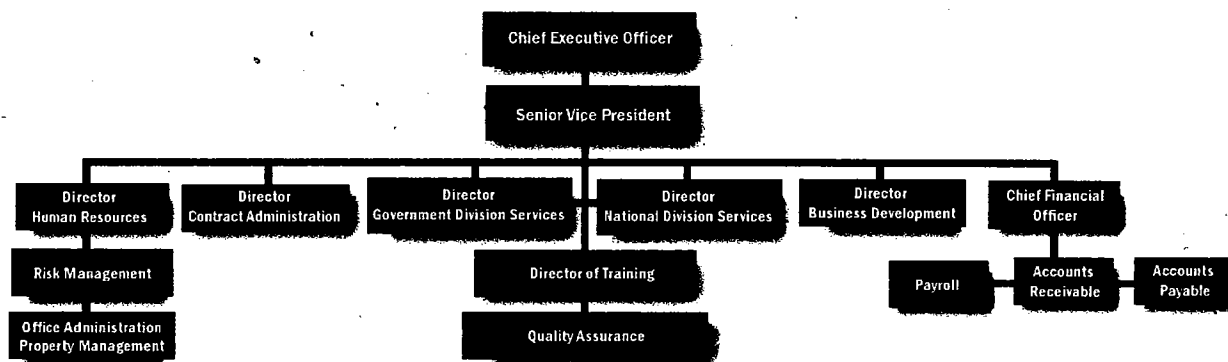 Chief Executive Officer
Senior Vice President
Director
Human Resources
Director
Contract Administration
Director
Government Division Services
Director
National Division Services
Director
Business Development
Chief Financial
Officer
Risk Management
Director of Training
Payroll
Accounts
Receivable
Accounts
Payable
Office Administration
Property Management
Quality Assurance